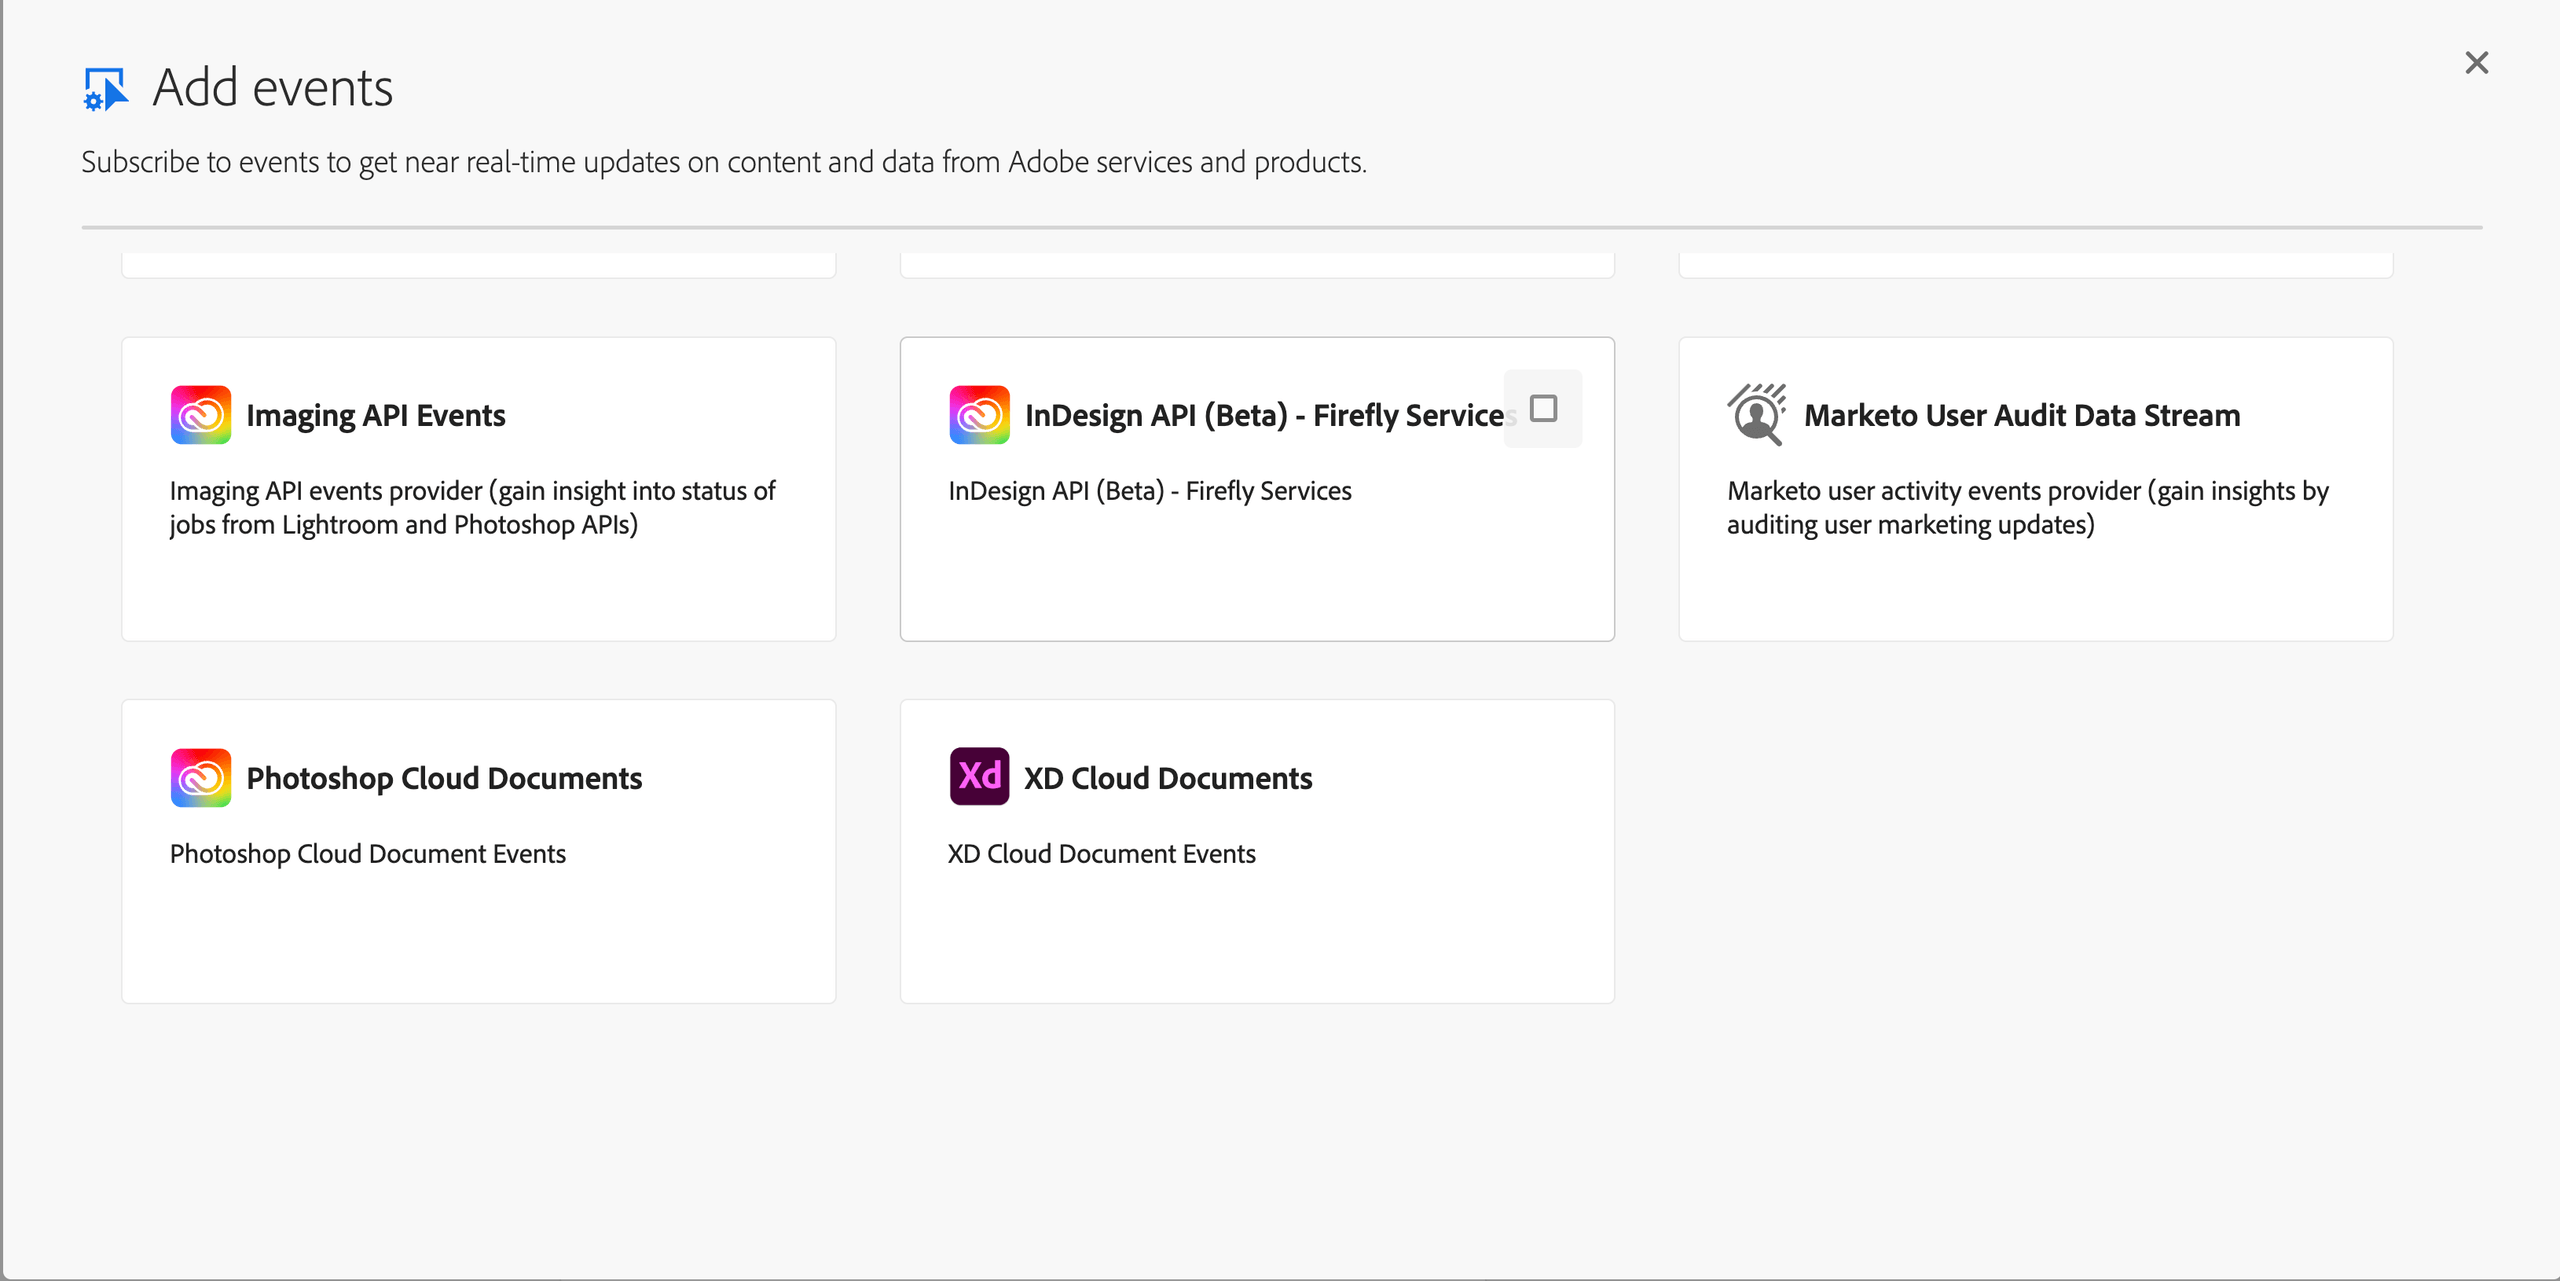 Add events
Subscribe to events to get near real-time updates on content and data from Adobe services and products.
Imaging API Events
Imaging API events provider (gain insight into status of
jobs from Lightroom and Photoshop APIs)
InDesign API (Beta) - Firefly Services
InDesign API (Beta) - Firefly Services
Marketo User Audit Data Stream
Marketo user activity events provider (gain insights by
auditing user marketing updates)
Photoshop Cloud Documents
Photoshop Cloud Document Events
Xd XD Cloud Documents
XD Cloud Document Events